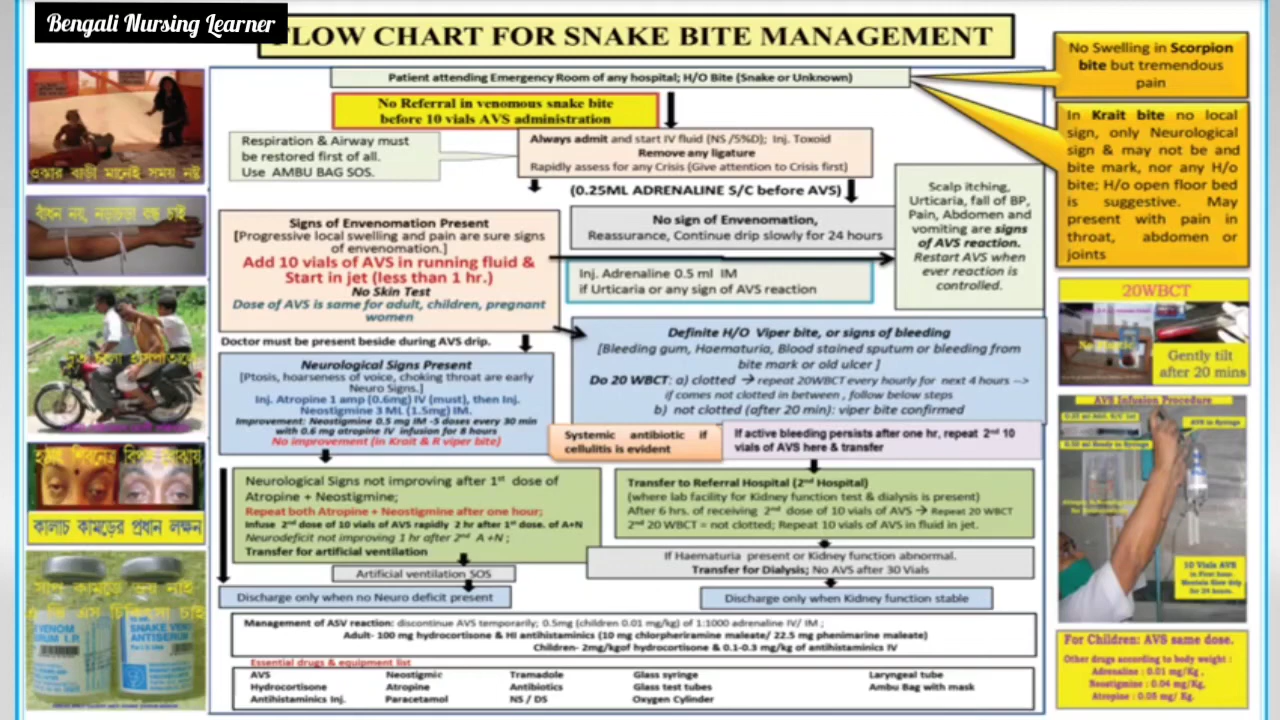 Bengali Nursing Learner
FLOW CHART FOR SNAKE BITE MANAGEMENT
Patient attending Emergency Room of any hospital; H/O Bite (Snake or Unknown)
No Referral in venomous snake bite
before 10 vials AVS administration
Respiration & Airway must
be restored first of all.
Use AMBU BAG SOS.
Always admit and start IV fluid (NS /5%D); Inj. Toxoid
Remove any ligature
Rapidly assess for any Crisis (Give attention to Crisis first)
(0.25ML ADRENALINE S/C before AVS)
Signs of Envenomation Present
[Progressive local swelling and pain are sure signs
of envenomation.]
Add 10 vials of AVS in running fluid &
Start in jet (less than 1 hr.)
No Skin Test
Dose of AVS is same for adult, children, pregnant
women
No sign of Envenomation,
Reassurance, Continue drip slowly for 24 hours
Inj. Adrenaline 0.5 ml IM
if Urticaria or any sign of AVS reaction
Scalp itching,
Urticaria, fall of BP,
Pain, Abdomen and
vomiting are signs
of AVS reaction.
Restart AVS when
ever reaction is
controlled.
Doctor must be present beside during AVS drip.
Definite H/O Viper bite, or signs of bleeding
[Bleeding gum, Haematuria, Blood stained sputum or bleeding from
bite mark or old ulcer ]
Do 20 WBCT: a) clotted → repeat 20WBCT every hourly for next 4 hours -->
if comes not clotted in between , follow below steps
b) not clotted (after 20 min): viper bite confirmed
Neurological Signs Present
[Ptosis, hoarseness of voice, choking throat are early
Neuro Signs.]
Inj. Atropine 1 amp (0.6mg) IV (must), then Inj.
Neostigmine 3 ML (1.5mg) IM.
Improvement: Neostigmine 0.5 mg IM -5 doses every 30 min
with 0.6 mg atropine IV infusion for 8 hours
No improvement (in Krait & R viper bite)
Systemic antibiotic if
cellulitis is evident
If active bleeding persists after one hr, repeat 2nd 10
vials of AVS here & transfer
Neurological Signs not improving after 1st dose of
Atropine + Neostigmine;
Repeat both Atropine + Neostigmine after one hour;
Infuse 2nd dose of 10 vials of AVS rapidly 2 hr after 1st dose. of A+N
Neurodeficit not improving 1 hr after 2nd A +N ;
Transfer for artificial ventilation
Transfer to Referral Hospital (2nd Hospital)
(where lab facility for Kidney function test & dialysis is present)
After 6 hrs. of receiving 2nd dose of 10 vials of AVS → Repeat 20 WBCT
2nd 20 WBCT = not clotted; Repeat 10 vials of AVS in fluid in jet.
Artificial ventilation SOS
If Haematuria present or Kidney function abnormal.
Transfer for Dialysis; No AVS after 30 Vials
Discharge only when no Neuro deficit present
Discharge only when Kidney function stable
Management of ASV reaction: discontinue AVS temporarily; 0.5mg (children 0.01 mg/kg) of 1:1000 adrenaline IV/ IM ;
Adult- 100 mg hydrocortisone & HI antihistaminics (10 mg chlorpheriramine maleate/ 22.5 mg phenimarine maleate)
Children- 2mg/kgof hydrocortisone & 0.1-0.3 mg/kg of antihistaminics IV
Essential drugs & equipment list
AVS Neostigmic Tramadole Glass syringe Laryngeal tube
Hydrocortisone Atropine Antibiotics Glass test tubes Ambu Bag with mask
Antihistaminics Inj. Paracetamol NS / DS Oxygen Cylinder
No Swelling in Scorpion
bite but tremendous
pain
In Krait bite no local
sign, only Neurological
sign & may not be and
bite mark, nor any H/o
bite; H/o open floor bed
is suggestive. May
present with pain in
throat, abdomen or
joints
20WBCT
Gently tilt
after 20 mins
AVS Infusion Procedure
AVS in Syringe
10 Vials AVS
in First hour.
For Children: AVS same dose.
Other drugs according to body weight :
Adrenaline : 0.01 mg/Kg ,
Neostigmine : 0.04 mg/Kg,
Atropine : 0.05 mg/ Kg.
ওঝার বাড়ী মানেই সময় নষ্ট
বাঁধন নয়, নড়াচড়া বন্ধ চাই
কালাচ কামড়ের প্রধান লক্ষন
VENOM
SERUM I.P.
SNAKE VEN
ANTISERUM